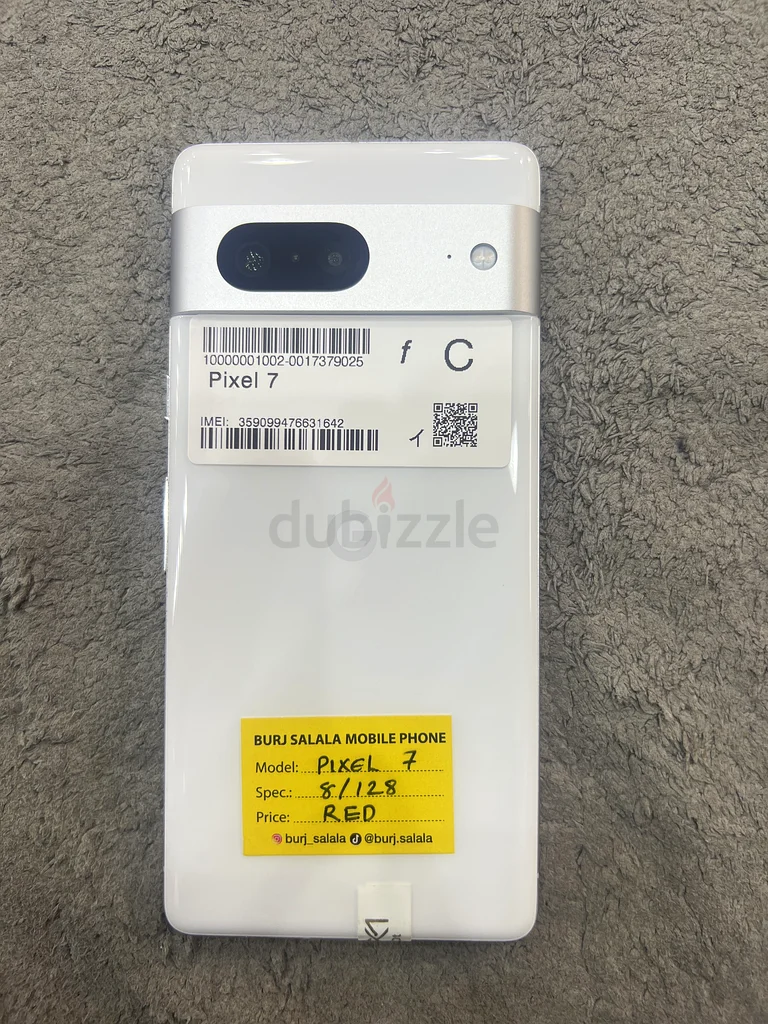 10000001002-0017379025
f C
Pixel 7
IMEI: 359099476631642
イ
dubizzle
BURJ SALALA MOBILE PHONE
Model: PIXEL 7
Spec.: 8/128
Price: RED
burj_salala @burj.salala